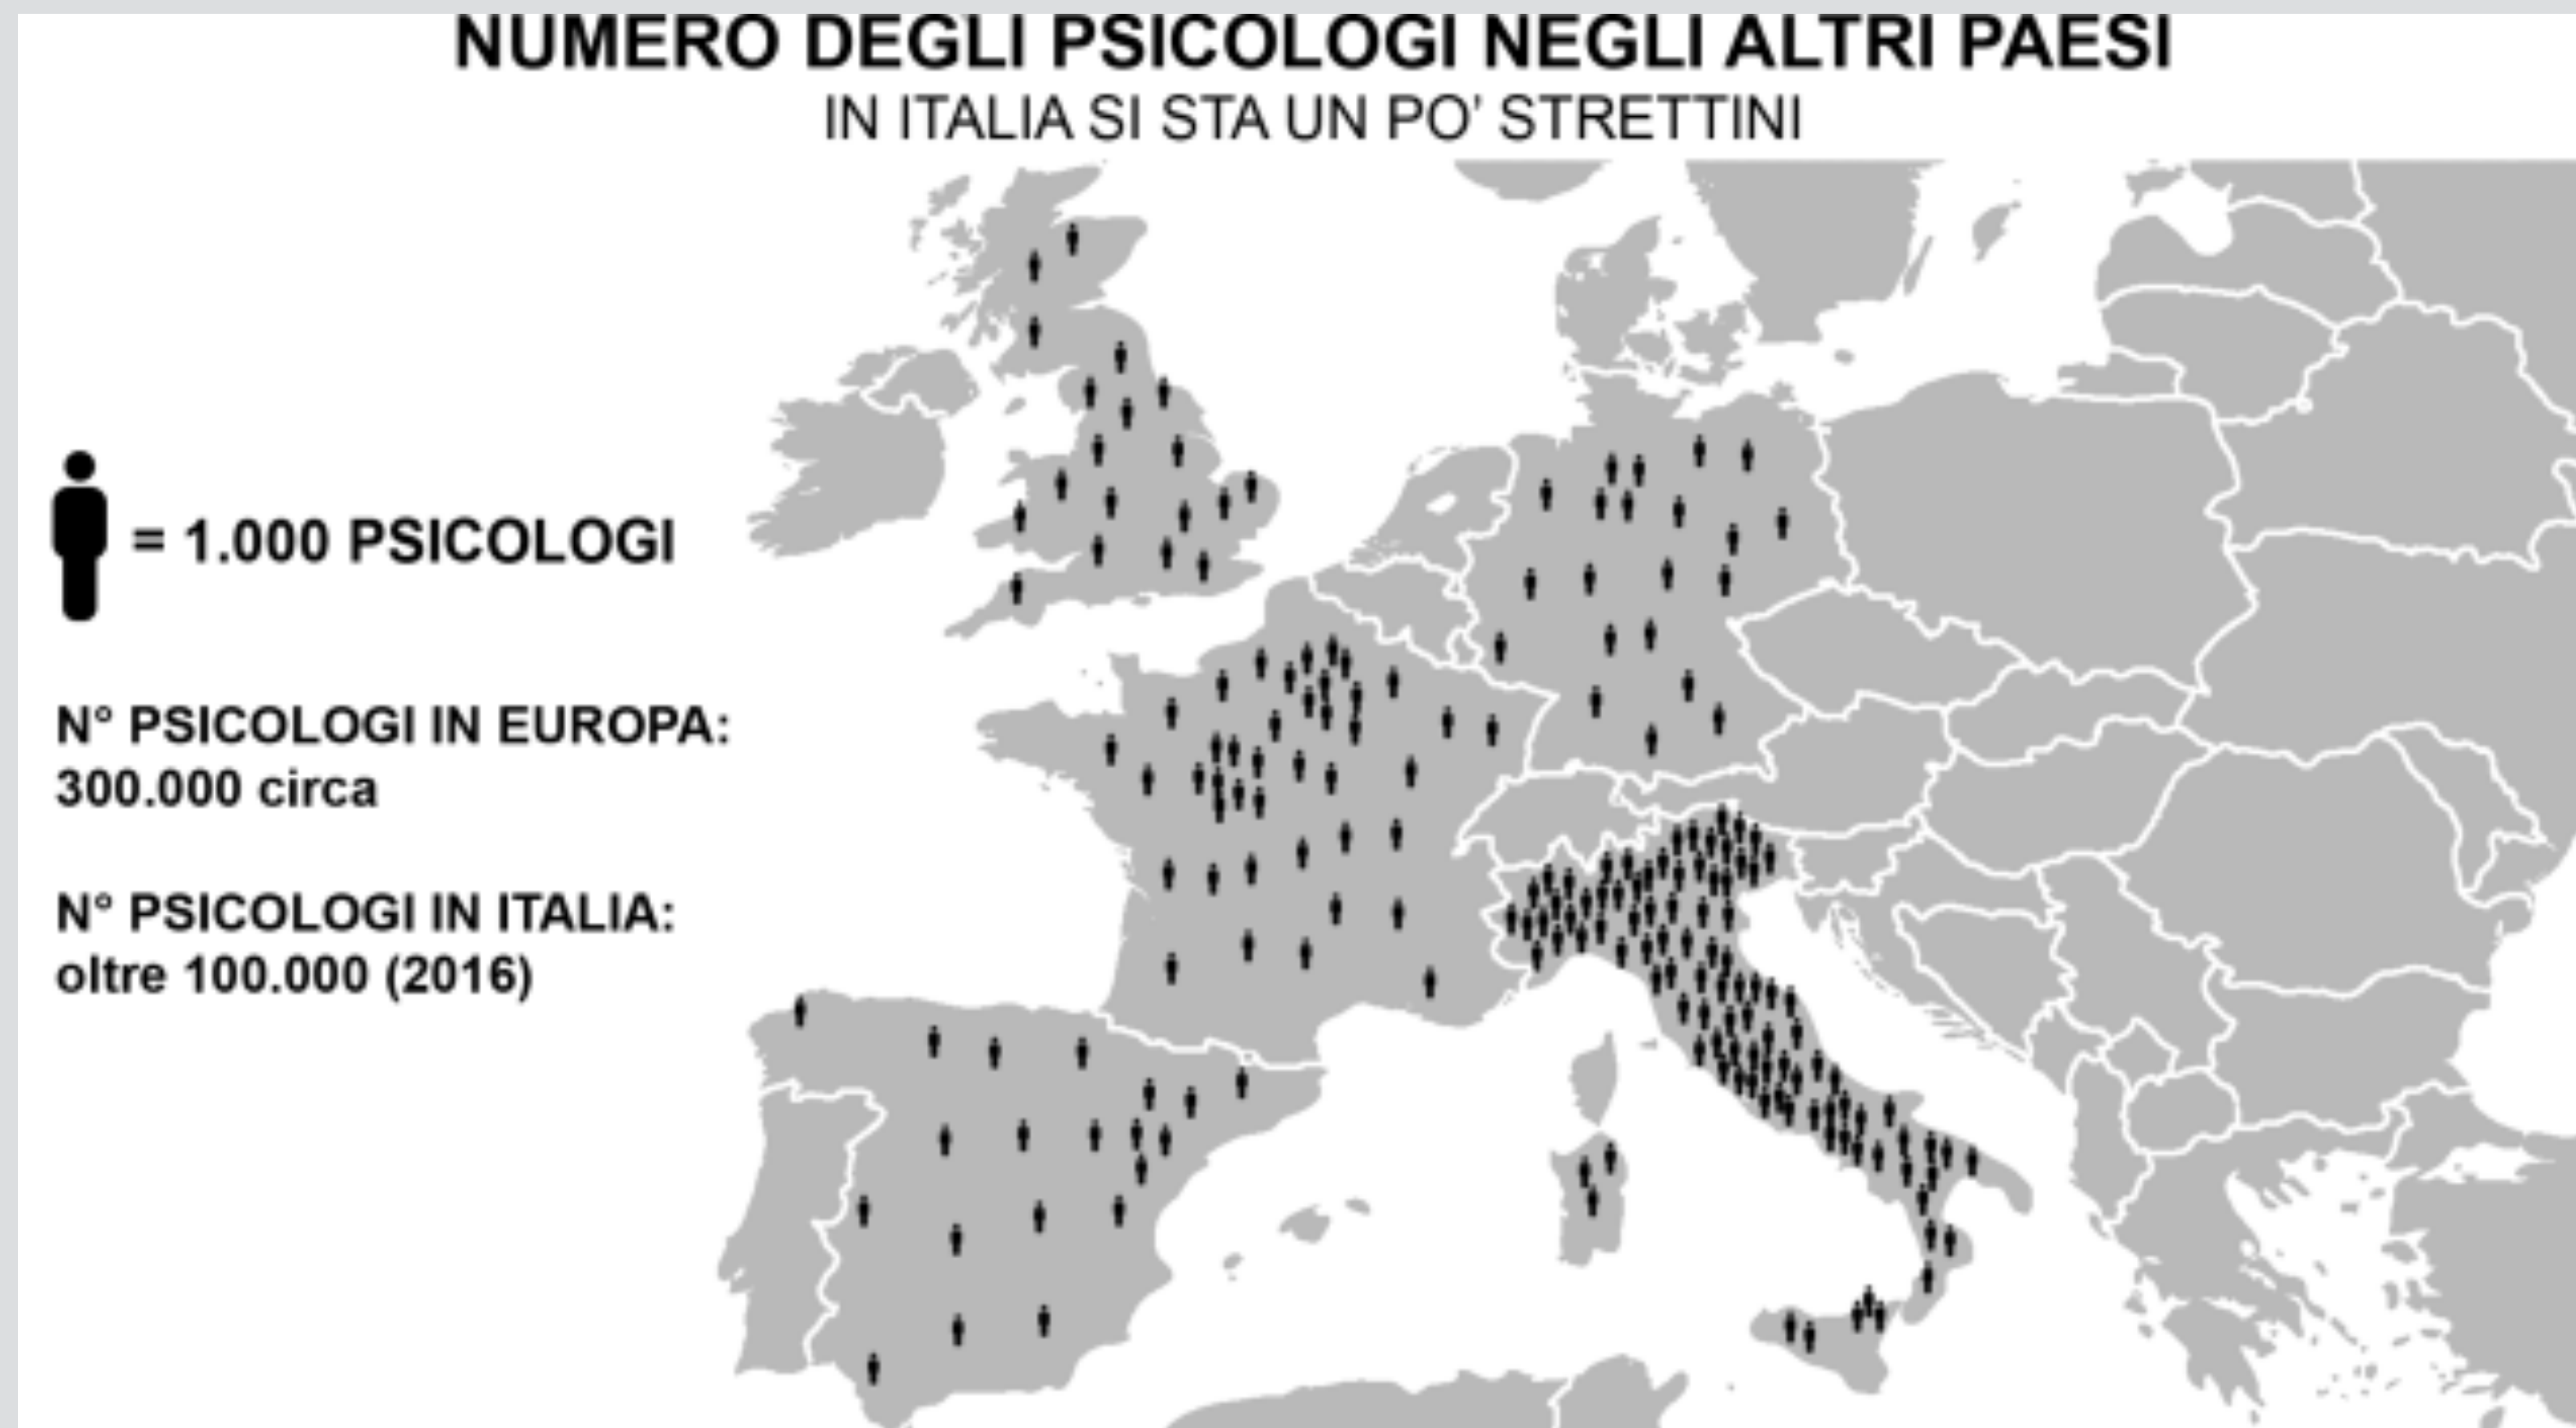 NUMERO DEGLI PSICOLOGI NEGLI ALTRI PAESI
IN ITALIA SI STA UN PO' STRETTINI
= 1.000 PSICOLOGI
N° PSICOLOGI IN EUROPA:
300.000 circa
N° PSICOLOGI IN ITALIA:
oltre 100.000 (2016)